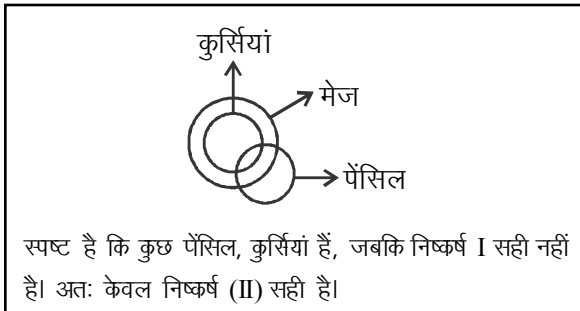 कुर्सियां
मेज
पेंसिल
स्पष्ट है कि कुछ पेंसिल, कुर्सियां हैं, जबकि निष्कर्ष I सही नहीं
है। अतः केवल निष्कर्ष (II) सही है।